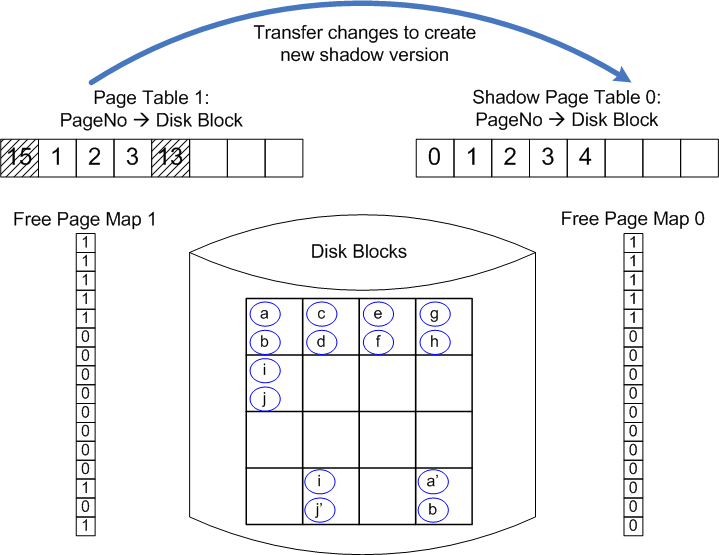 Transfer changes to create
new shadow version
Page Table 1:
PageNo → Disk Block
15 1 2 3 13
Shadow Page Table 0:
PageNo → Disk Block
0 1 2 3 4
Free Page Map 1
1
1
1
1
1
0
0
0
0
0
0
0
0
1
0
1
Disk Blocks
a c e g
b d f h
i
j
i a’
j’ b
Free Page Map 0
1
1
1
1
1
0
0
0
0
0
0
0
0
0
0
0